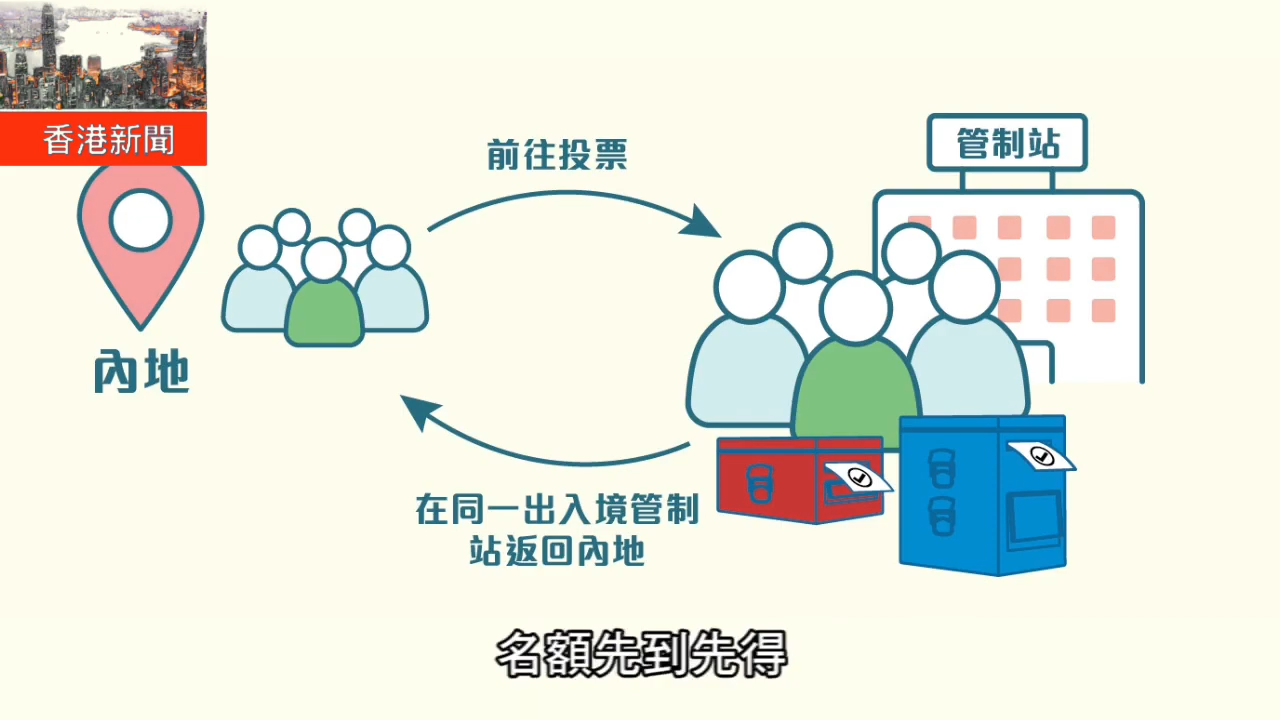 香港新聞
前往投票
管制站
內地
在同一出入境管制
站返回內地
名額先到先得